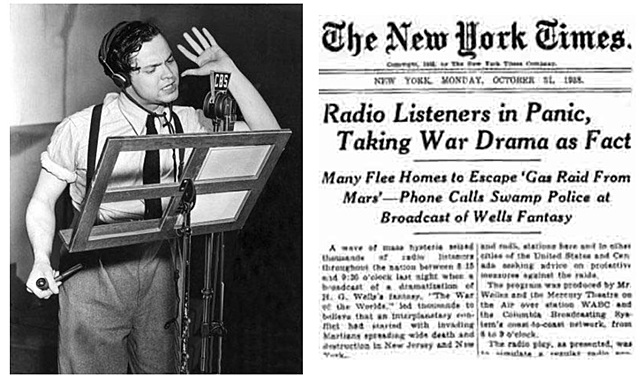 CBS
The New York Times.
Copyright, 1938, by The New York Times Company.
NEW YORK, MONDAY, OCTOBER 31, 1938.
Radio Listeners in Panic,
Taking War Drama as Fact
Many Flee Homes to Escape 'Gas Raid From
Mars'—Phone Calls Swamp Police at
Broadcast of Wells Fantasy
A wave of mass hysteria seized
thousands of radio listeners
throughout the nation between 8:15
and 9:30 o'clock last night when a
broadcast of a dramatization of
H. G. Wells's fantasy, "The War
of the Worlds," led thousands to
believe that an interplanetary con-
flict had started with invading
Martians spreading wide death and
destruction in New Jersey and New
York.
and radio stations here and in other
cities of the United States and Can-
ada seeking advice on protective
measures against the raids.
The program was produced by Mr.
Welles and the Mercury Theatre on
the Air over station WABC and
the Columbia Broadcasting Sys-
tem's coast-to-coast network, from
8 to 9 o'clock.
The radio play, as presented, was
to simulate a regular radio